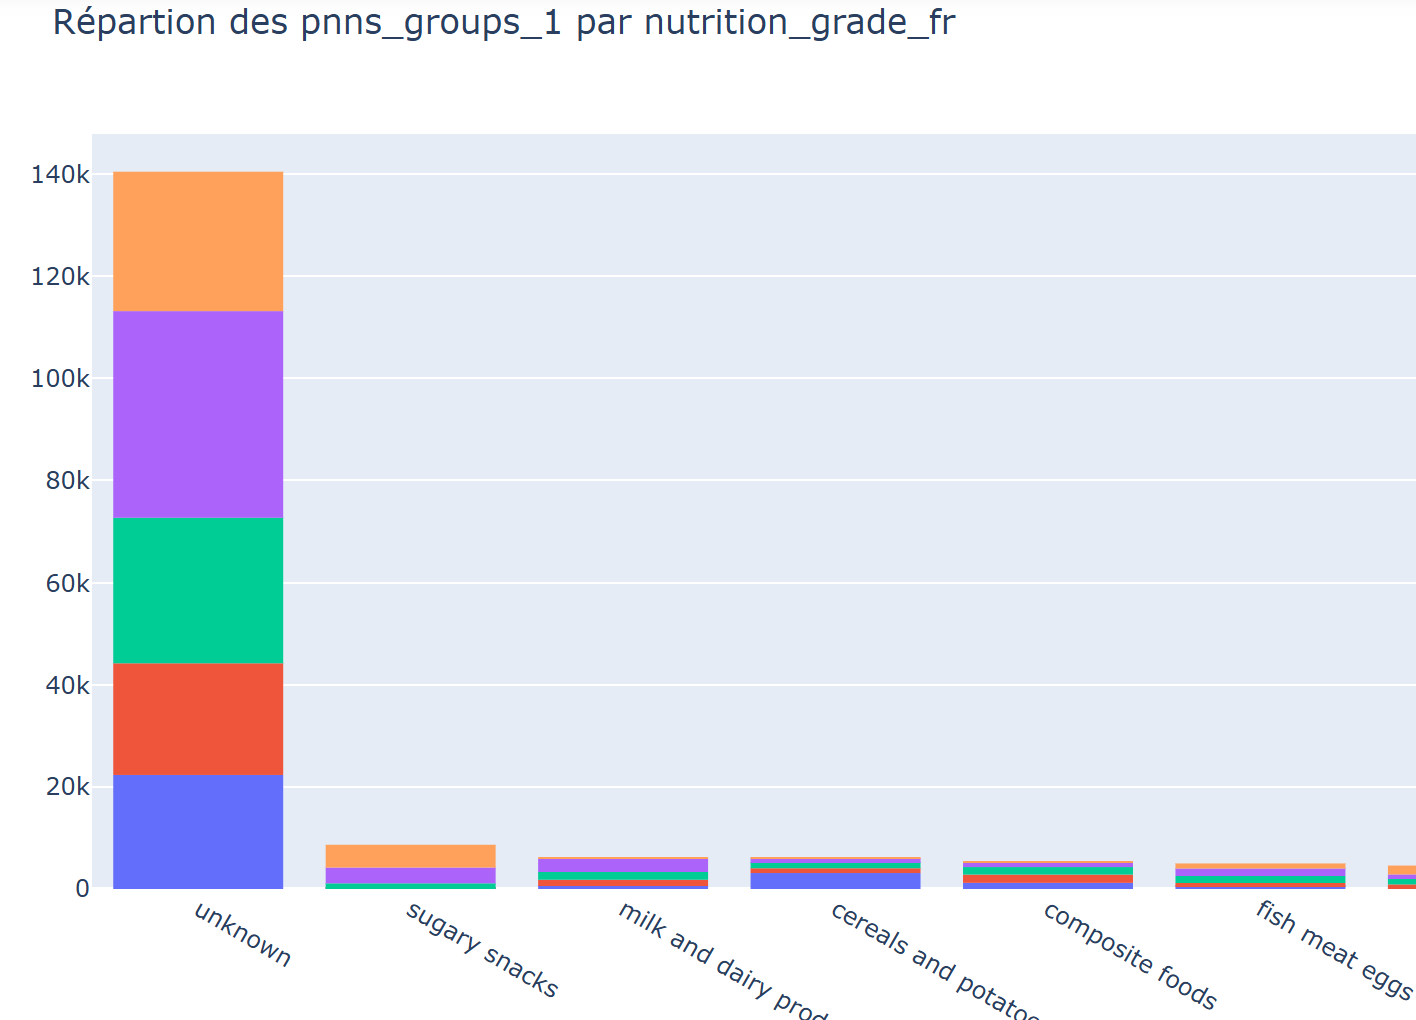 Répartion des pnns_groups_1 par nutrition_grade_fr
140k
120k
100k
80k
60k
40k
20k
0
unknown
sugary snacks
milk and dairy prod
cereals and potatoe
composite foods
fish meat eggs